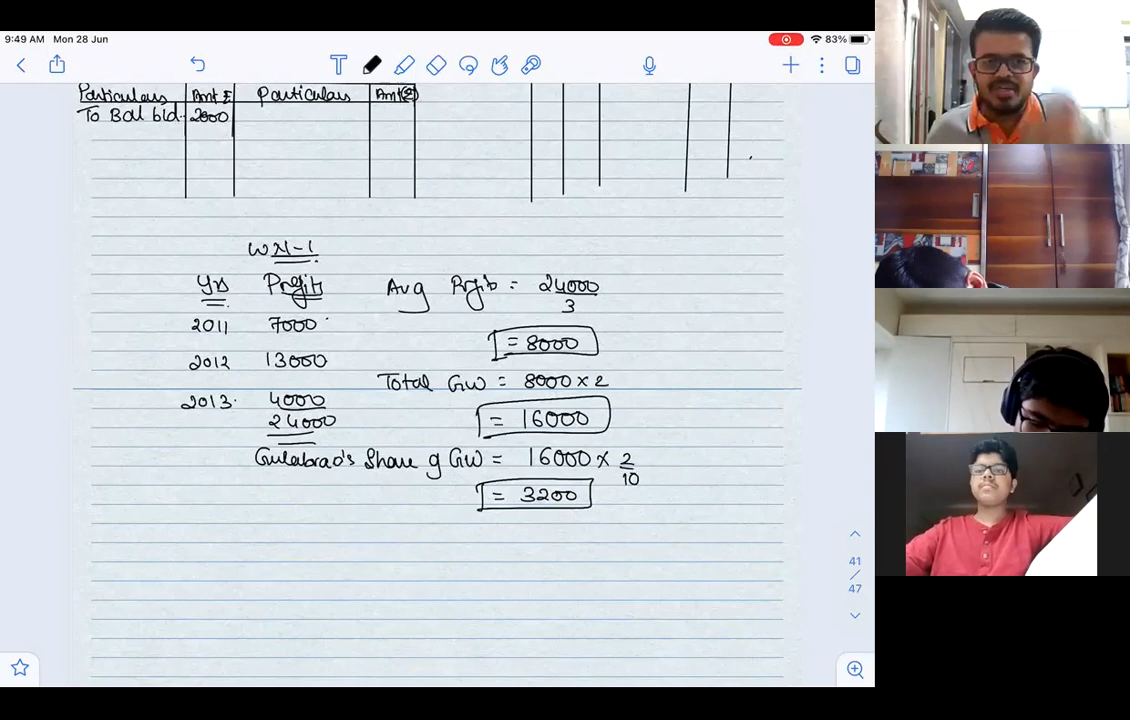 9:49 AM Mon 28 Jun
83%
Particulars Amt ₹ Particulars Amt (₹)
To Ball bld.. 2000
WN-1
Yrs Profits Avg Profit = 24000/3
2011 7000
= 8000
2012 13000
Total GW = 8000 × 2
2013. 4000
24000
= 16000
Gulabrao's Share of GW = 16000 × 2/10
= 3200
41
/
47